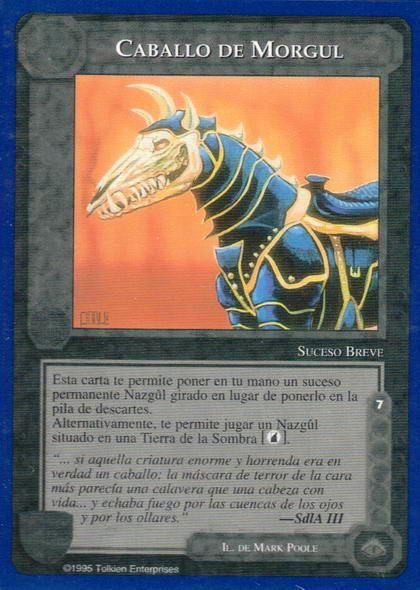 CABALLO DE MORGUL
POOLE
SUCESO BREVE
Esta carta te permite poner en tu mano un suceso
permanente Nazgûl girado en lugar de ponerlo en la
pila de descartes.
Alternativamente, te permite jugar un Nazgûl
situado en una Tierra de la Sombra [ ].
7
"... si aquella criatura enorme y horrenda era en
verdad un caballo; la máscara de terror de la cara
más parecía una calavera que una cabeza con
vida... y echaba fuego por las cuencas de los ojos
y por los ollares."
—SdlA III
IL. DE MARK POOLE
©1995 Tolkien Enterprises